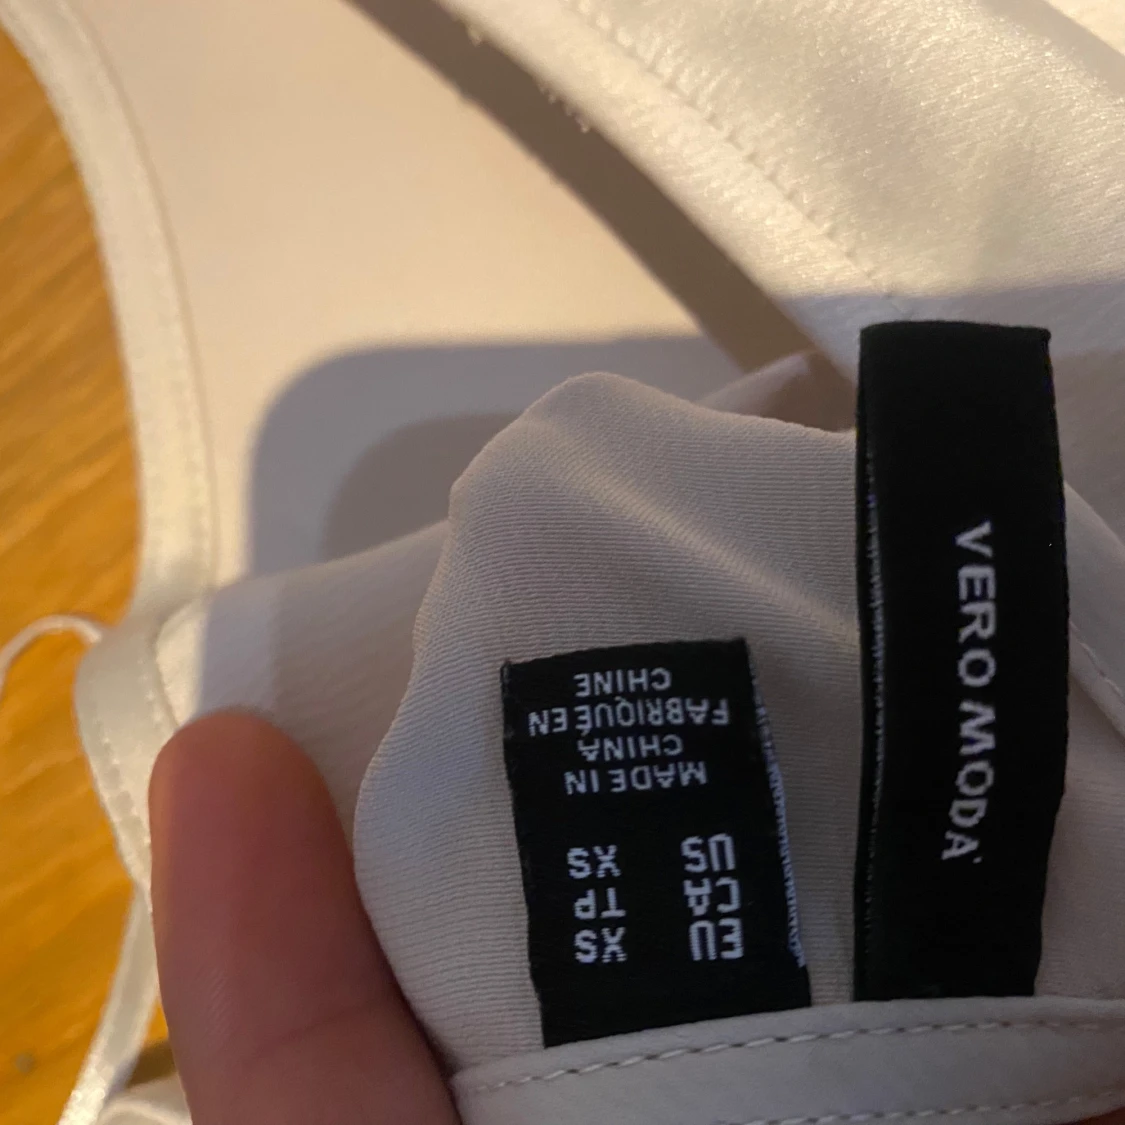 EU XS
CA TP
US XS
MADE IN
CHINA
FABRIQUÉ EN
CHINE
VERO MODA